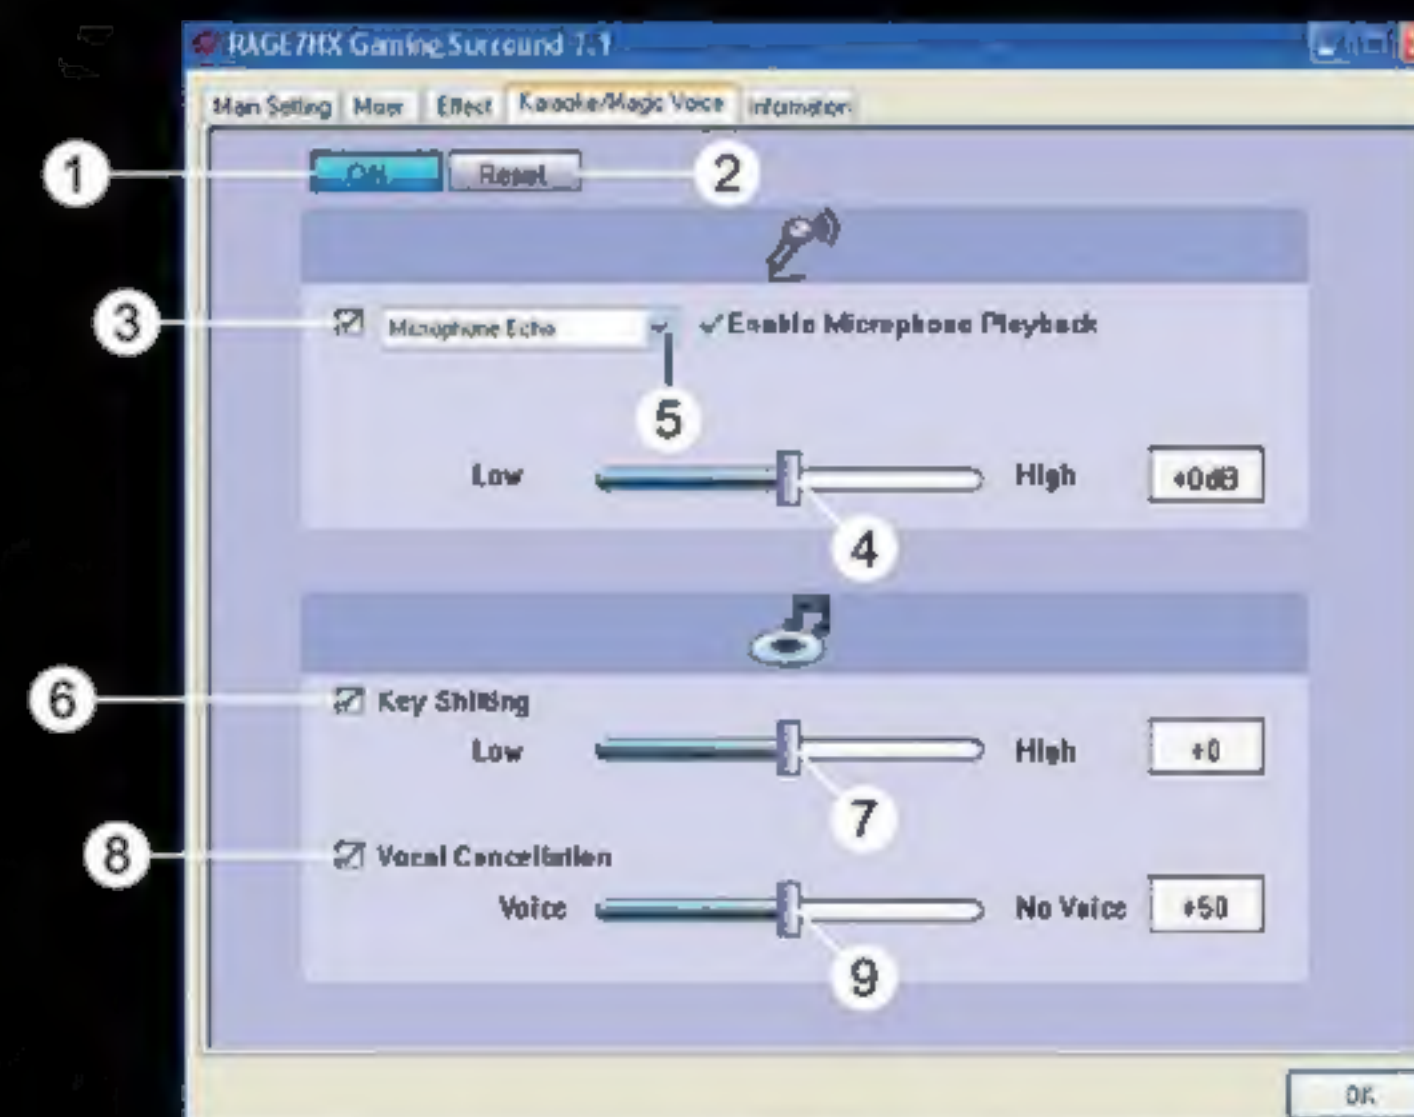 RAGE7HX Gaming Surround 7.1
Main Setting Mixer Effect Karaoke/Magic Voice Information
1 ON Reset 2
3 Microphone Echo Enable Microphone Playback
5
Low High +0dB
4
6 Key Shifting
Low High +0
7
8 Vocal Cancellation
Voice No Voice +50
9
OK